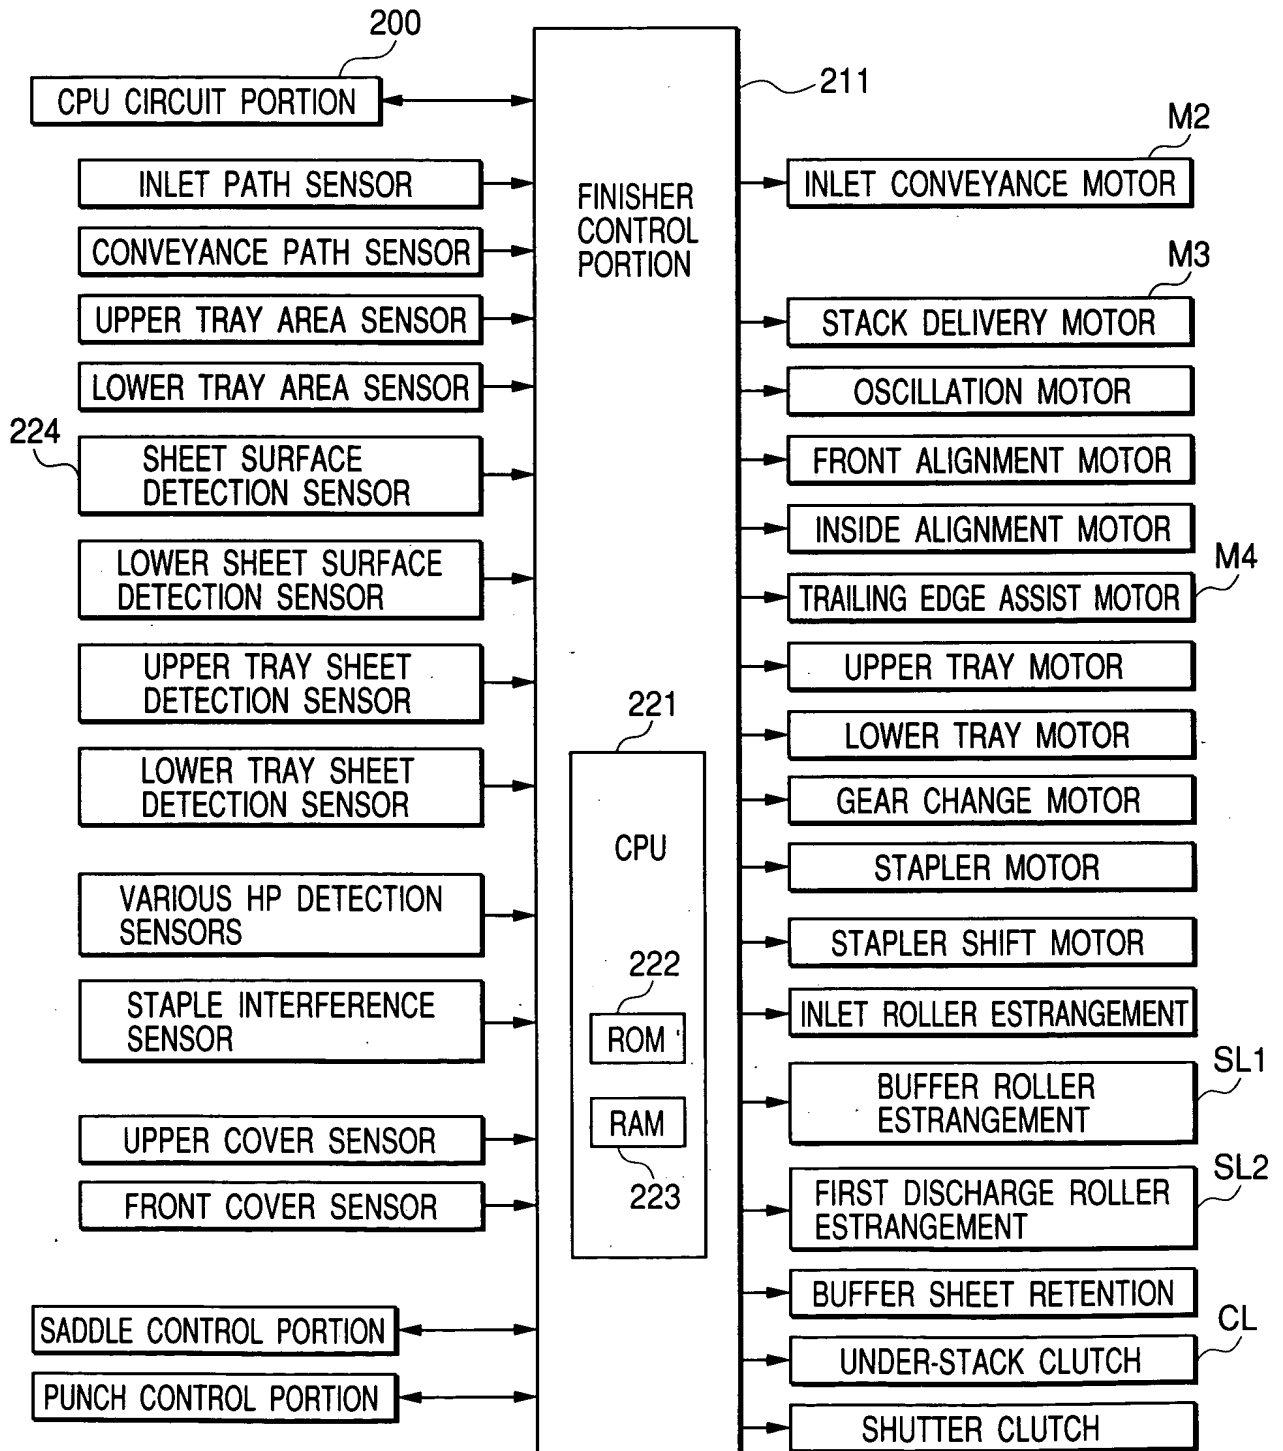 200
CPU CIRCUIT PORTION
INLET PATH SENSOR
CONVEYANCE PATH SENSOR
UPPER TRAY AREA SENSOR
LOWER TRAY AREA SENSOR
224
SHEET SURFACE
DETECTION SENSOR
LOWER SHEET SURFACE
DETECTION SENSOR
UPPER TRAY SHEET
DETECTION SENSOR
LOWER TRAY SHEET
DETECTION SENSOR
VARIOUS HP DETECTION
SENSORS
STAPLE INTERFERENCE
SENSOR
UPPER COVER SENSOR
FRONT COVER SENSOR
SADDLE CONTROL PORTION
PUNCH CONTROL PORTION
211
FINISHER
CONTROL
PORTION
221
CPU
222
ROM
RAM
223
M2
INLET CONVEYANCE MOTOR
M3
STACK DELIVERY MOTOR
OSCILLATION MOTOR
FRONT ALIGNMENT MOTOR
INSIDE ALIGNMENT MOTOR
M4
TRAILING EDGE ASSIST MOTOR
UPPER TRAY MOTOR
LOWER TRAY MOTOR
GEAR CHANGE MOTOR
STAPLER MOTOR
STAPLER SHIFT MOTOR
INLET ROLLER ESTRANGEMENT
SL1
BUFFER ROLLER
ESTRANGEMENT
SL2
FIRST DISCHARGE ROLLER
ESTRANGEMENT
BUFFER SHEET RETENTION
CL
UNDER-STACK CLUTCH
SHUTTER CLUTCH